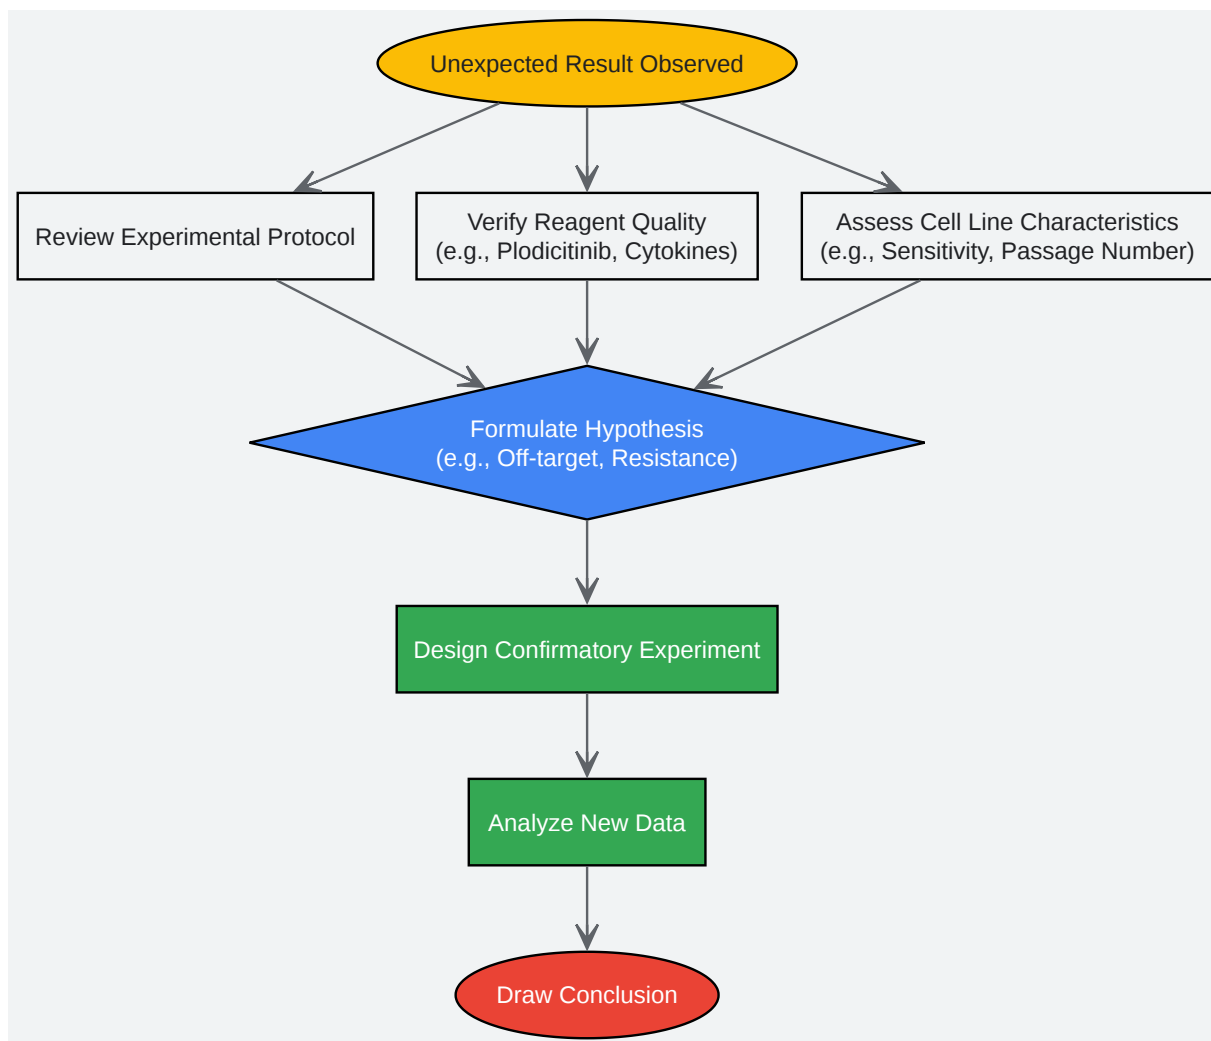 Unexpected Result Observed
Review Experimental Protocol
Verify Reagent Quality
(e.g., Plodicitinib, Cytokines)
Assess Cell Line Characteristics
(e.g., Sensitivity, Passage Number)
Formulate Hypothesis
(e.g., Off-target, Resistance)
Design Confirmatory Experiment
Analyze New Data
Draw Conclusion